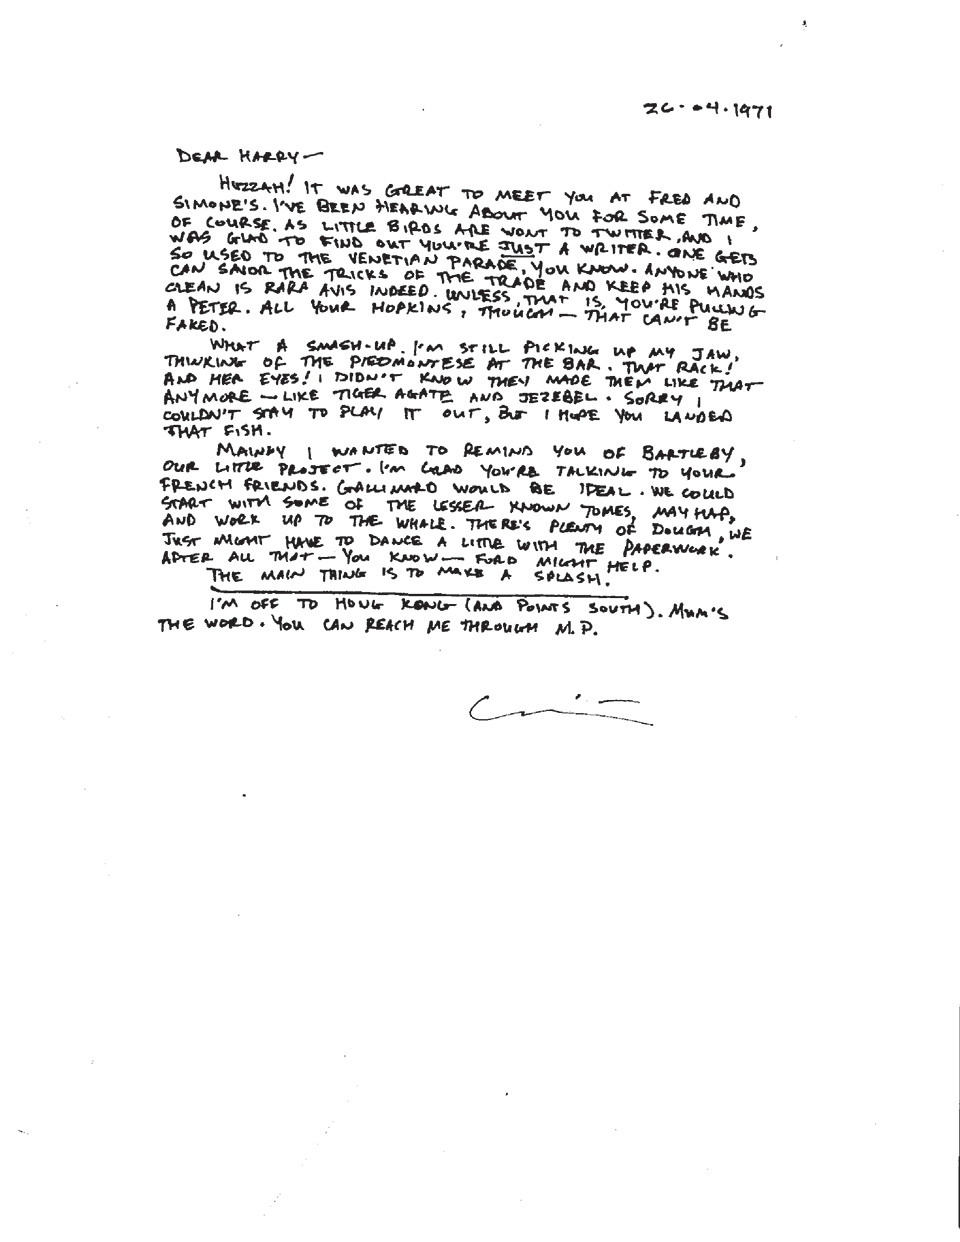 26.04.1971
DEAR HARRY—
HUZZAH! IT WAS GREAT TO MEET YOU AT FRED AND
SIMONE'S. I'VE BEEN HEARING ABOUT YOU FOR SOME TIME,
OF COURSE. AS LITTLE BIRDS ARE WONT TO TWITTER, AND I
WAS GLAD TO FIND OUT YOU'RE JUST A WRITER. ONE GETS
SO USED TO THE VENETIAN PARADE, YOU KNOW. ANYONE WHO
CAN SAVOR THE TRICKS OF THE TRADE AND KEEP HIS HANDS
CLEAN IS RARA AVIS INDEED. UNLESS, THAT IS, YOU'RE PULLING
A PETER. ALL YOUR HOPKINS, THOUGH — THAT CAN'T BE
FAKED.
WHAT A SMASH-UP. I'M STILL PICKING UP MY JAW,
THINKING OF THE PIEDMONTESE AT THE BAR. THAT RACK!
AND HER EYES! I DIDN'T KNOW THEY MADE THEM LIKE THAT
ANYMORE — LIKE TIGER AGATE AND JEZEBEL. SORRY I
COULDN'T STAY TO PLAY IT OUT, BUT I HOPE YOU LANDED
THAT FISH.
MAINLY I WANTED TO REMIND YOU OF BARTLEBY,
OUR LITTLE PROJECT. I'M GLAD YOU'RE TALKING TO YOUR
FRENCH FRIENDS. GALLIMARD WOULD BE IDEAL. WE COULD
START WITH SOME OF THE LESSER KNOWN TOMES, MAY HAP,
AND WORK UP TO THE WHALE. THERE'S PLENTY OF DOUGH, WE
JUST MIGHT HAVE TO DANCE A LITTLE WITH THE PAPERWORK.
AFTER ALL THAT — YOU KNOW — FORD MIGHT HELP.
THE MAIN THING IS TO MAKE A SPLASH.
I'M OFF TO HONG KONG (AND POINTS SOUTH). MUM'S
THE WORD. YOU CAN REACH ME THROUGH M.P.